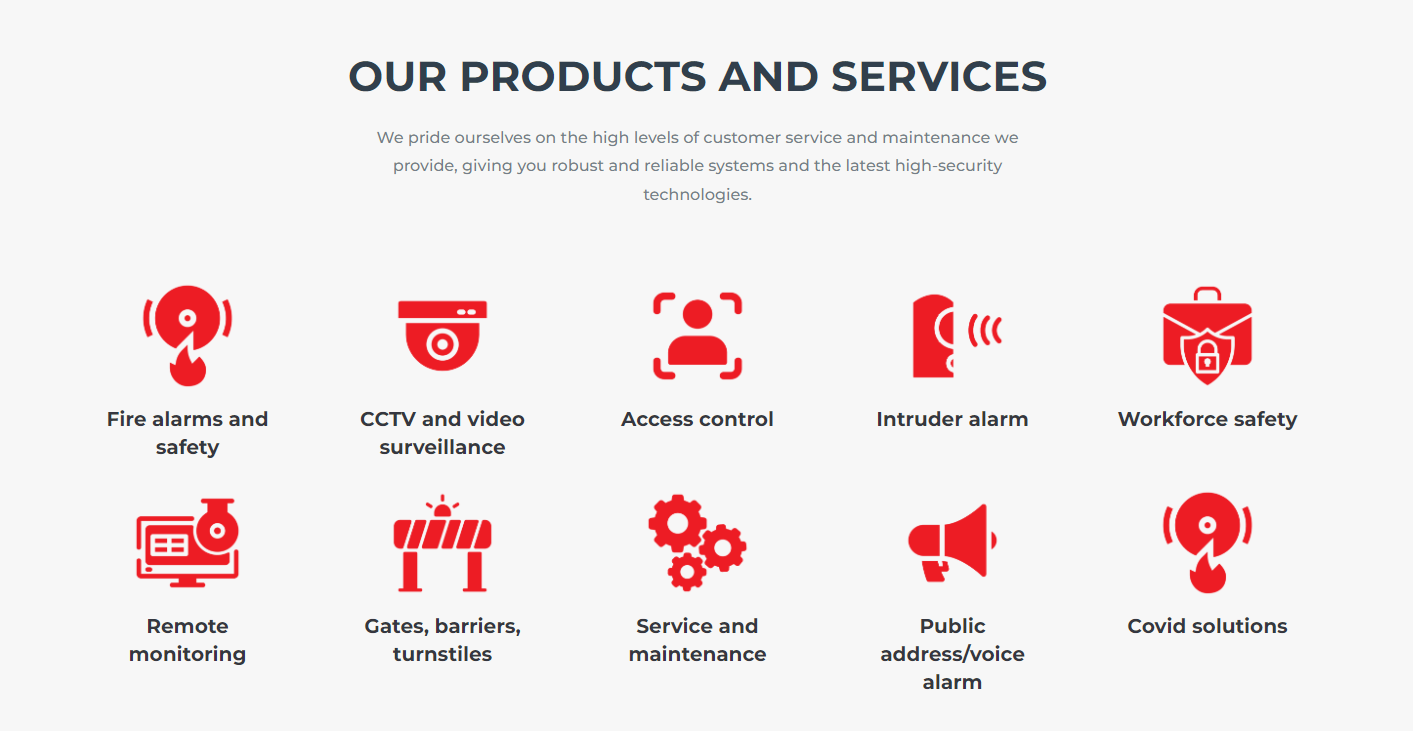 OUR PRODUCTS AND SERVICES
We pride ourselves on the high levels of customer service and maintenance we
provide, giving you robust and reliable systems and the latest high-security
technologies.
Fire alarms and
safety
CCTV and video
surveillance
Access control
Intruder alarm
Workforce safety
Remote
monitoring
Gates, barriers,
turnstiles
Service and
maintenance
Public
address/voice
alarm
Covid solutions